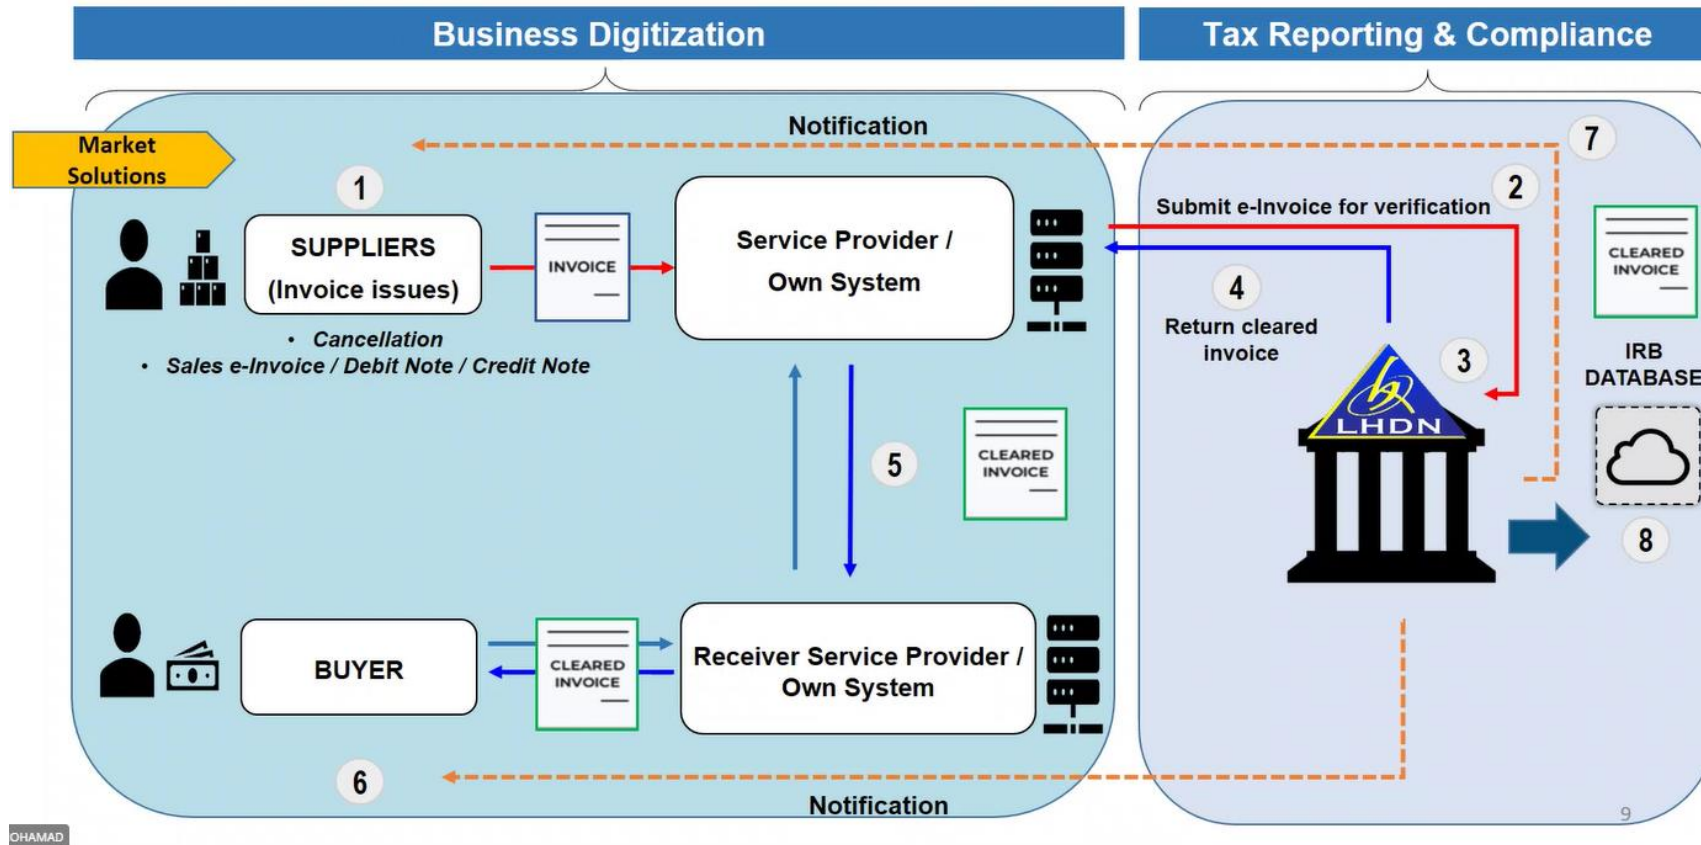 Business Digitization
Tax Reporting & Compliance
Market
Solutions
Notification
7
1
2
Submit e-Invoice for verification
SUPPLIERS
(Invoice issues)
INVOICE
Service Provider /
Own System
CLEARED
INVOICE
4
Return cleared
invoice
3
IRB
DATABASE
• Cancellation
• Sales e-Invoice / Debit Note / Credit Note
LHDN
5
CLEARED
INVOICE
8
BUYER
CLEARED
INVOICE
Receiver Service Provider /
Own System
6
Notification
9
OHAMAD